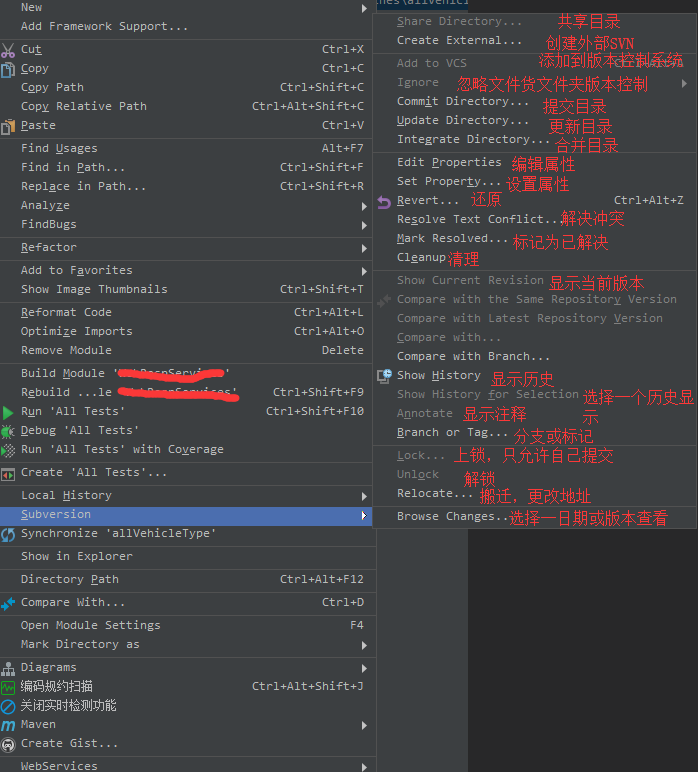 New
Add Framework Support...
Cut Ctrl+X
Copy Ctrl+C
Copy Path Ctrl+Shift+C
Copy Relative Path Ctrl+Alt+Shift+C
Paste Ctrl+V
Find Usages Alt+F7
Find in Path... Ctrl+Shift+F
Replace in Path... Ctrl+Shift+R
Analyze
FindBugs
Refactor
Add to Favorites
Show Image Thumbnails Ctrl+Shift+T
Reformat Code Ctrl+Alt+L
Optimize Imports Ctrl+Alt+O
Remove Module Delete
Build Module
Rebuild ...le Ctrl+Shift+F9
Run 'All Tests' Ctrl+Shift+F10
Debug 'All Tests'
Run 'All Tests' with Coverage
Create 'All Tests'...
Local History
Subversion
Synchronize 'allVehicleType'
Show in Explorer
Directory Path Ctrl+Alt+F12
Compare With... Ctrl+D
Open Module Settings F4
Mark Directory as
Diagrams
编码规约扫描 Ctrl+Alt+Shift+J
关闭实时检测功能
Maven
Create Gist...
WebServices
Share Directory... 共享目录
Create External... 创建外部SVN
Add to VCS 添加到版本控制系统
Ignore 忽略文件货文件夹版本控制
Commit Directory... 提交目录
Update Directory... 更新目录
Integrate Directory... 合并目录
Edit Properties 编辑属性
Set Property... 设置属性
Revert... 还原 Ctrl+Alt+Z
Resolve Text Conflict... 解决冲突
Mark Resolved... 标记为已解决
Cleanup 清理
Show Current Revision 显示当前版本
Compare with the Same Repository Version
Compare with Latest Repository Version
Compare with...
Compare with Branch...
Show History 显示历史
Show History for Selection 选择一个历史显
示
Annotate 显示注释
Branch or Tag... 分支或标记
Lock... 上锁，只允许自己提交
Unlock 解锁
Relocate... 搬迁，更改地址
Browse Changes... 选择一日期或版本查看